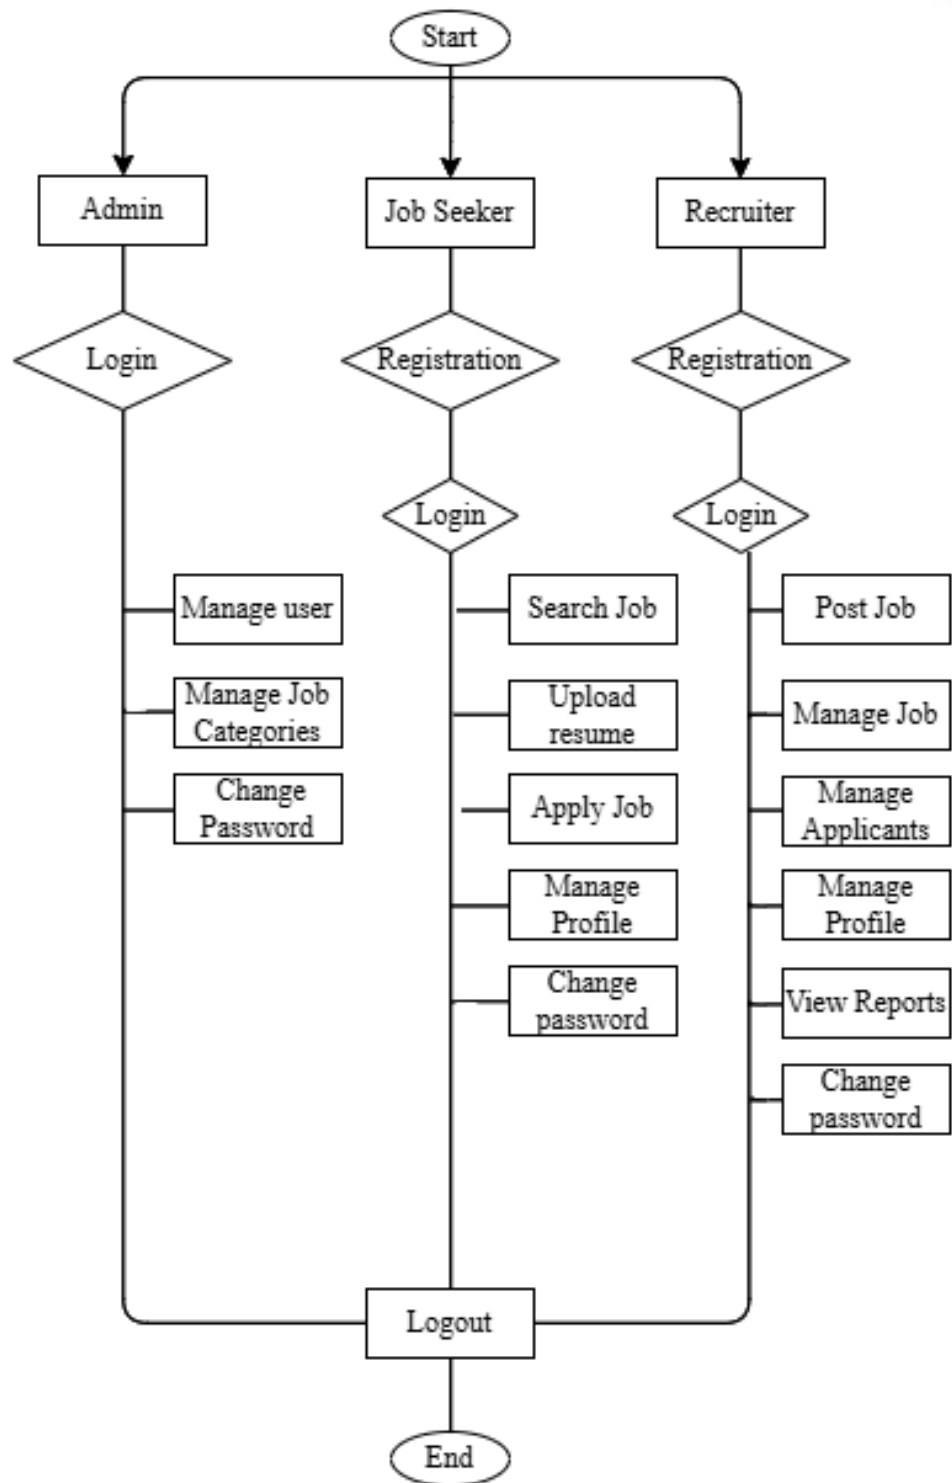 Start
Admin
Job Seeker
Recruiter
Login
Registration
Registration
Login
Login
Manage user
Search Job
Post Job
Manage Job
Categories
Upload
resume
Manage Job
Change
Password
Apply Job
Manage
Applicants
Manage
Profile
Manage
Profile
Change
password
View Reports
Change
password
Logout
End